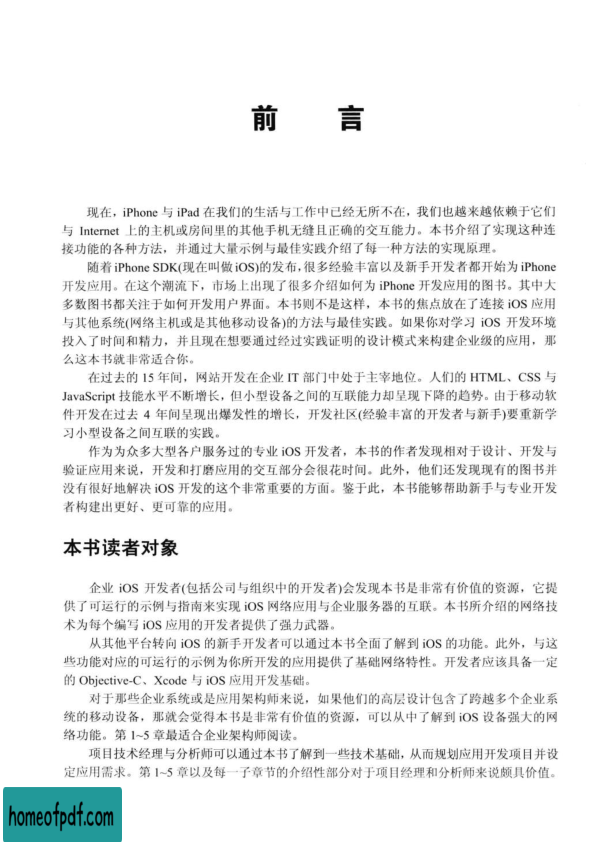 前 言
现在，iPhone 与 iPad 在我们的生活与工作中已经无所不在，我们也越来越依赖于它们
与 Internet 上的主机或房间里的其他手机无缝且正确的交互能力。本书介绍了实现这种连
接功能的各种方法，并通过大量示例与最佳实践介绍了每一种方法的实现原理。
随着 iPhone SDK(现在叫做 iOS)的发布，很多经验丰富以及新手开发者都开始为 iPhone
开发应用。在这个潮流下，市场上出现了很多介绍如何为 iPhone 开发应用的图书。其中大
多数图书都关注于如何开发用户界面。本书则不是这样，本书的焦点放在了连接 iOS 应用
与其他系统(网络主机或是其他移动设备)的方法与最佳实践。如果你对学习 iOS 开发环境
投入了时间和精力，并且现在想要通过经过实践证明的设计模式来构建企业级的应用，那
么这本书就非常适合你。
在过去的 15 年间，网站开发在企业 IT 部门中处于主宰地位。人们的 HTML、CSS 与
JavaScript 技能水平不断增长，但小型设备之间的互联能力却呈现下降的趋势。由于移动软
件开发在过去 4 年间呈现出爆发性的增长，开发社区(经验丰富的开发者与新手)要重新学
习小型设备之间互联的实践。
作为为众多大型各户服务过的专业 iOS 开发者，本书的作者发现相对于设计、开发与
验证应用来说，开发和打磨应用的交互部分会很花时间。此外，他们还发现现有的图书并
没有很好地解决 iOS 开发的这个非常重要的方面。鉴于此，本书能够帮助新手与专业开发
者构建出更好、更可靠的应用。
本书读者对象
企业 iOS 开发者(包括公司与组织中的开发者)会发现本书是非常有价值的资源，它提
供了可运行的示例与指南来实现 iOS 网络应用与企业服务器的互联。本书所介绍的网络技
术为每个编写 iOS 应用的开发者提供了强力武器。
从其他平台转向 iOS 的新手开发者可以通过本书全面了解到 iOS 的功能。此外，与这
些功能对应的可运行的示例为你所开发的应用提供了基础网络特性。开发者应该具备一定
的 Objective-C、Xcode 与 iOS 应用开发基础。
对于那些企业系统或是应用架构师来说，如果他们的高层设计包含了跨越多个企业系
统的移动设备，那就会觉得本书是非常有价值的资源，可以从中了解到 iOS 设备强大的网
络功能。第 1~5 章最适合企业架构师阅读。
项目技术经理与分析师可以通过本书了解到一些技术基础，从而规划应用开发项目并设
定应用需求。第 1~5 章以及每一子章节的介绍性部分对于项目经理和分析师来说颇具价值。
homeofpdf.com